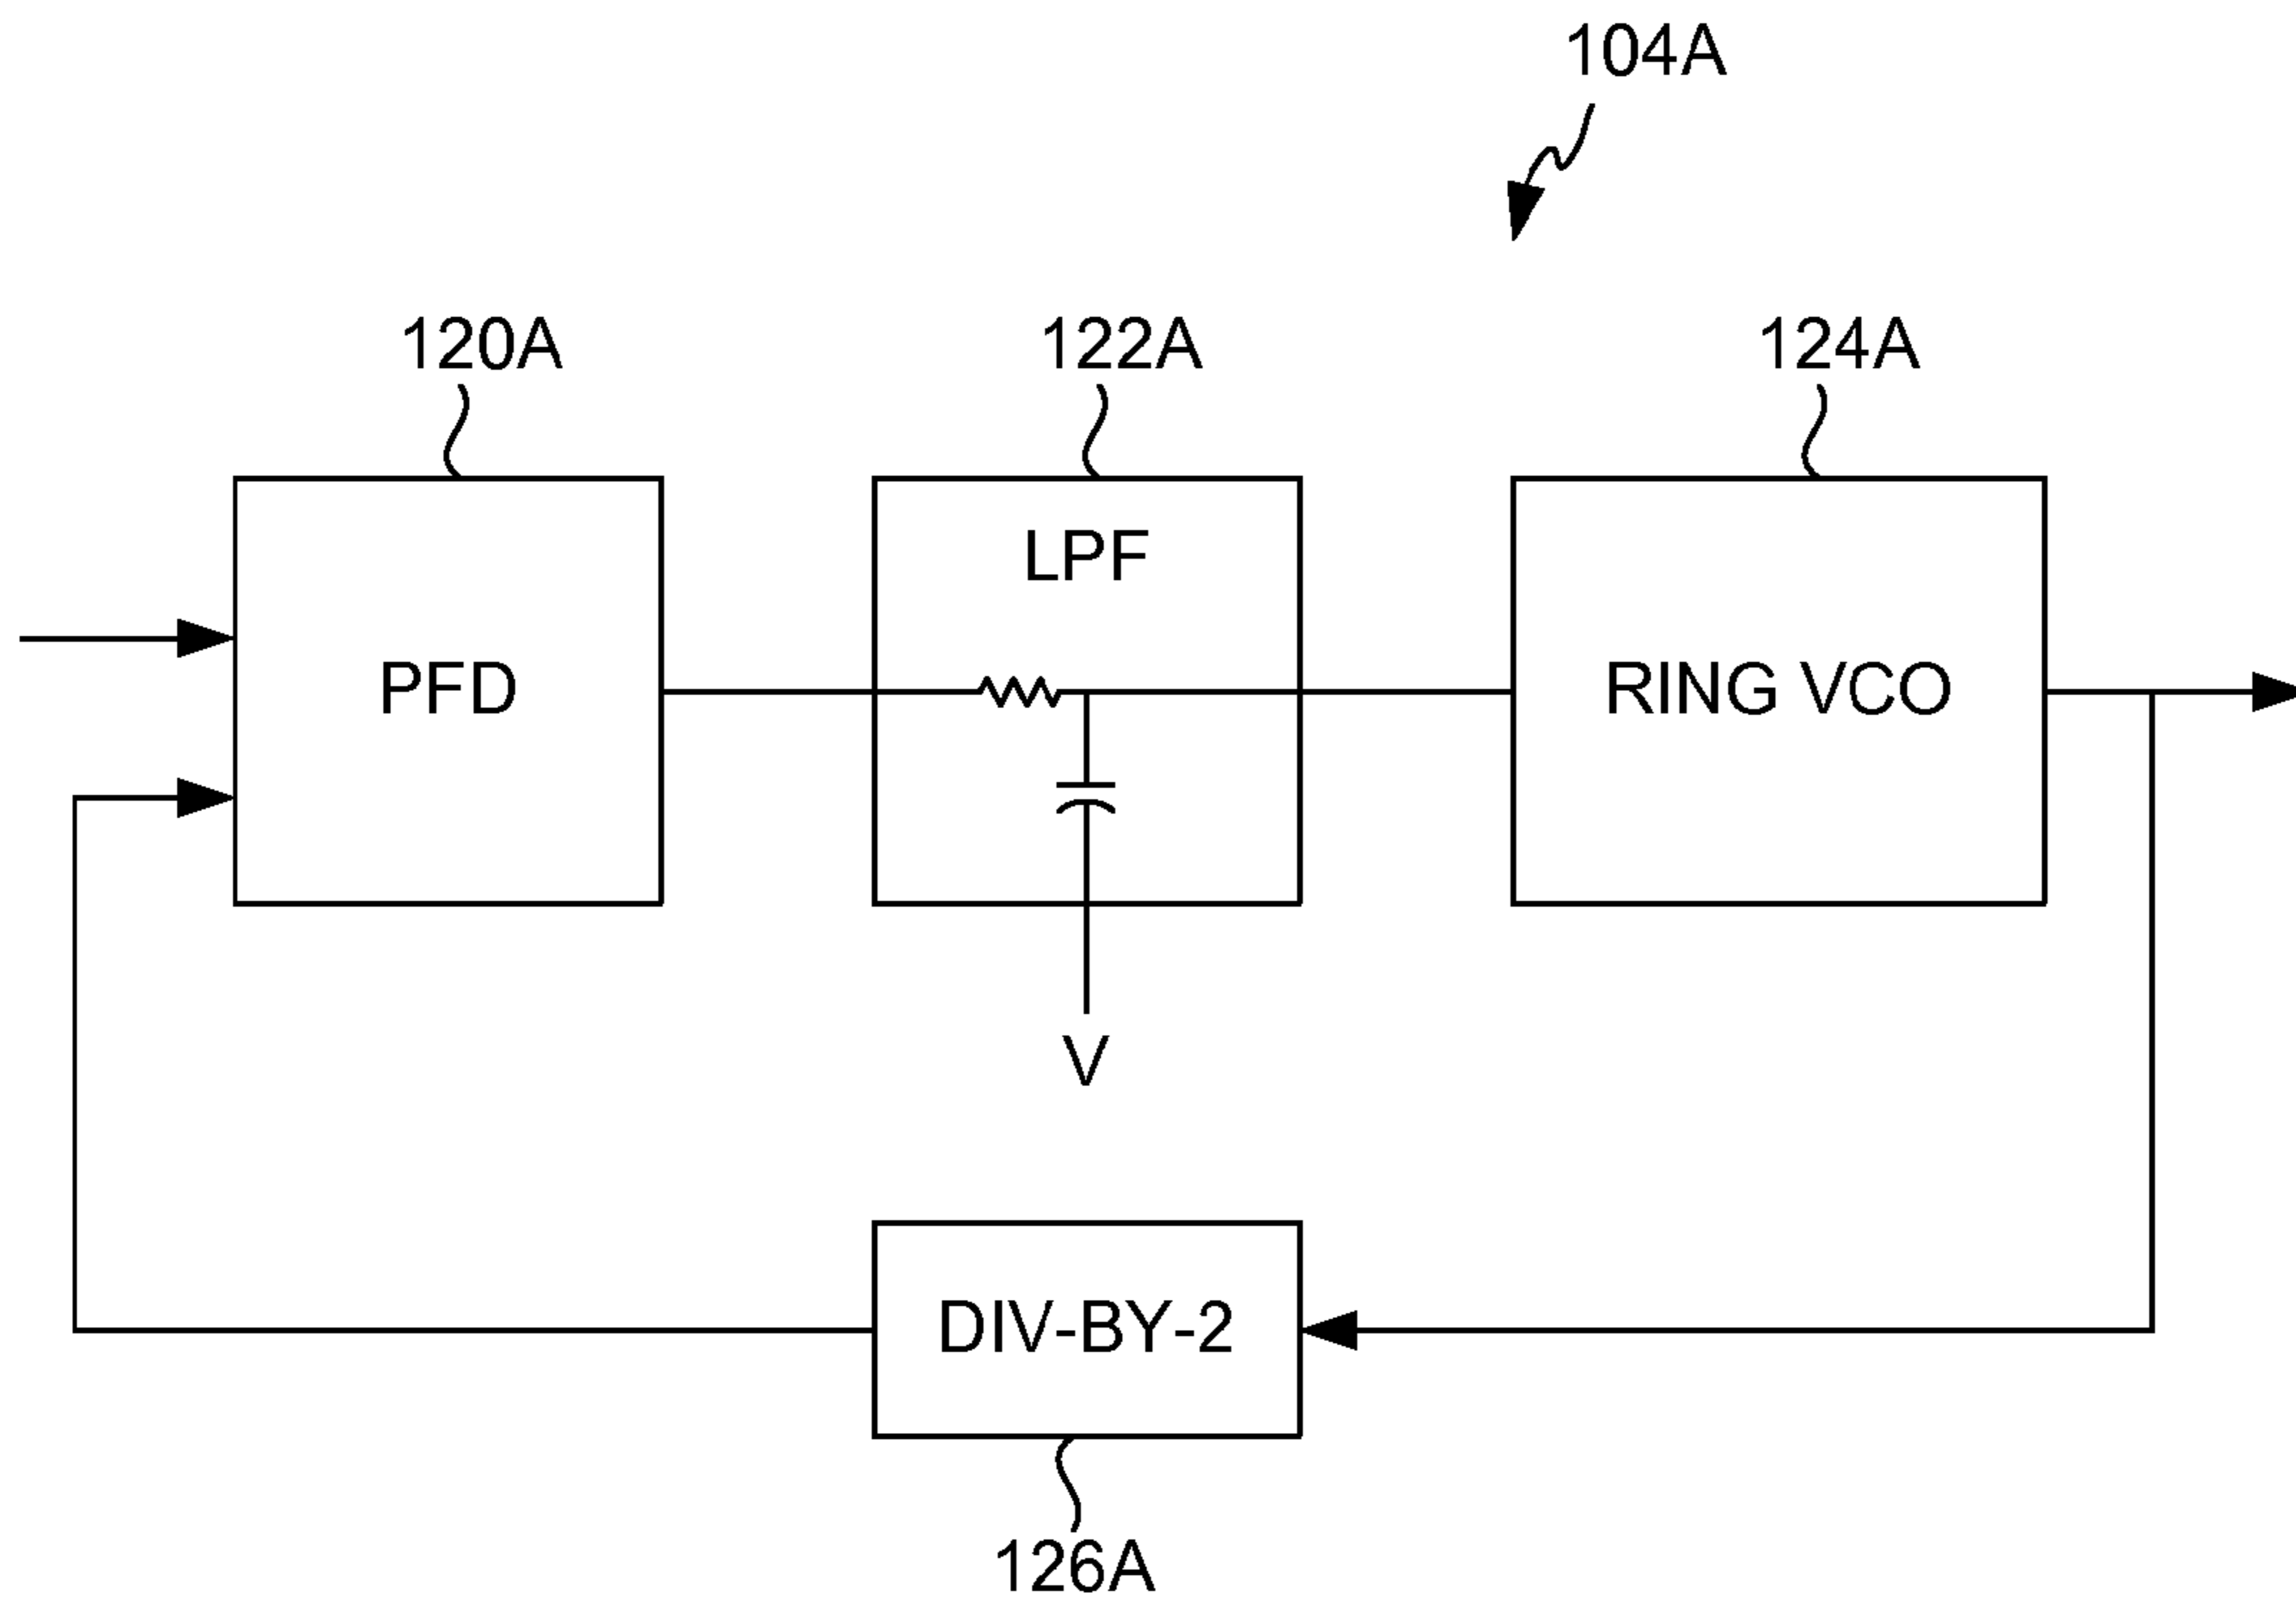 104A
120A
122A
124A
LPF
PFD
RING VCO
V
DIV-BY-2
126A